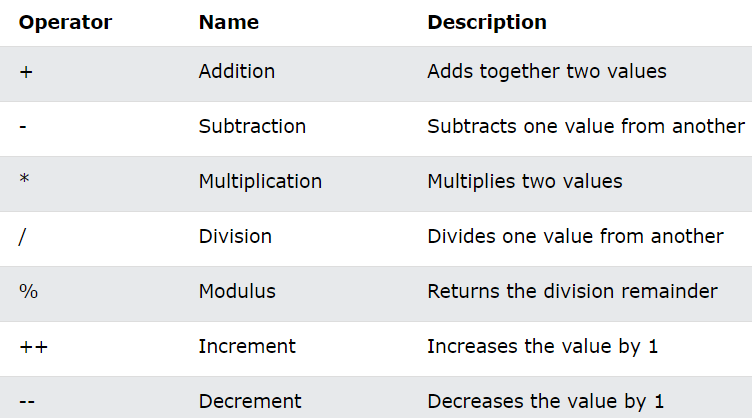 Operator Name Description
+ Addition Adds together two values
- Subtraction Subtracts one value from another
* Multiplication Multiplies two values
/ Division Divides one value from another
% Modulus Returns the division remainder
++ Increment Increases the value by 1
-- Decrement Decreases the value by 1